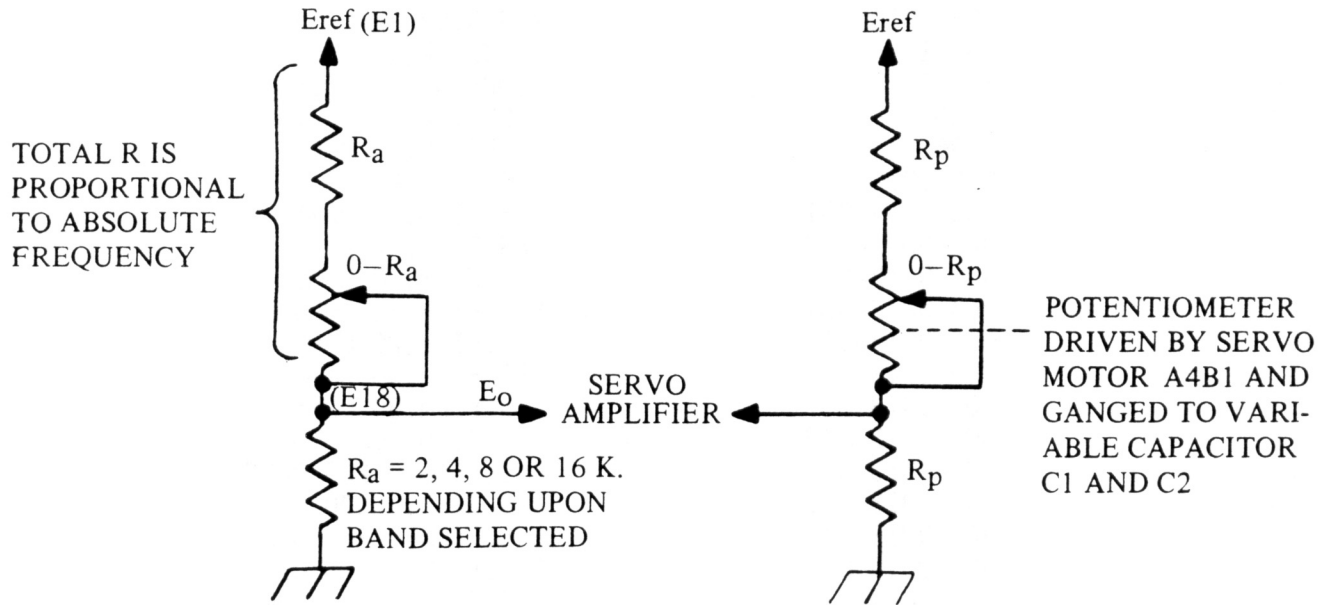 Eref (E1)
Eref
TOTAL R IS
PROPORTIONAL
TO ABSOLUTE
FREQUENCY
Ra
Rp
0–Ra
0–Rp
POTENTIOMETER
DRIVEN BY SERVO
MOTOR A4B1 AND
GANGED TO VARI-
ABLE CAPACITOR
C1 AND C2
(E18)
Eo
SERVO
AMPLIFIER
Ra = 2, 4, 8 OR 16 K.
DEPENDING UPON
BAND SELECTED
Rp